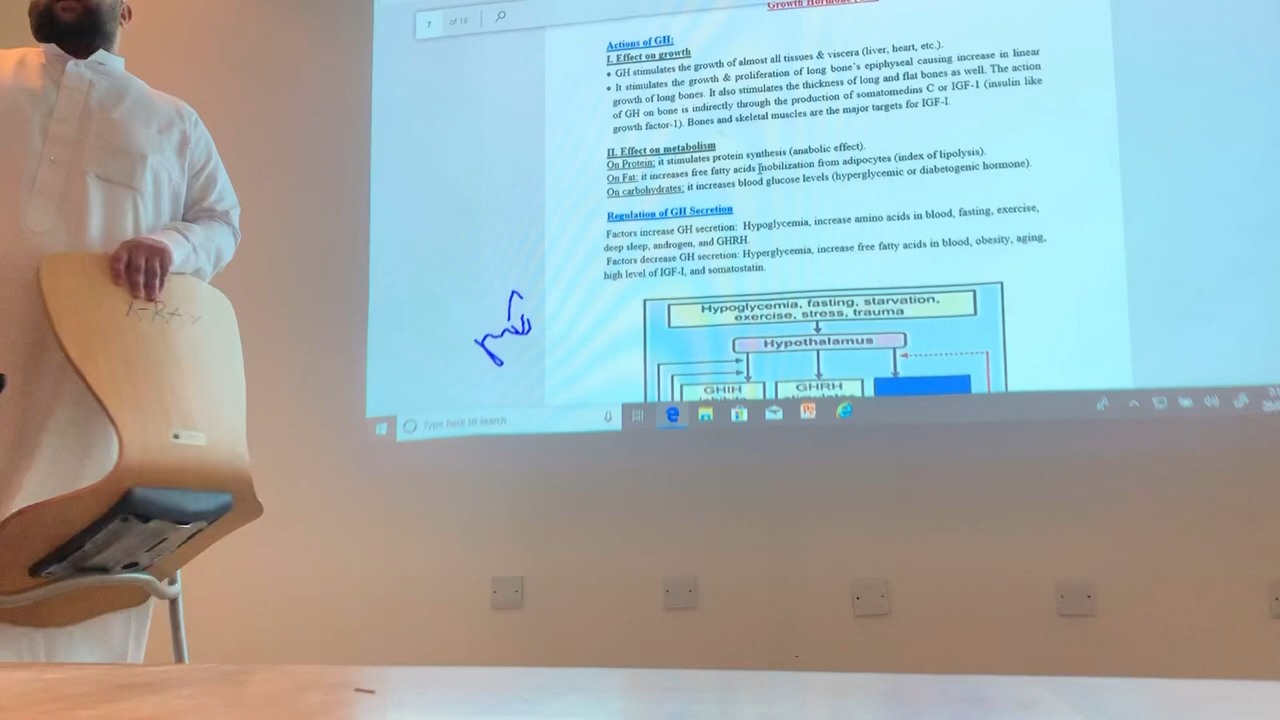 7 of 19
Growth Hormone
Actions of GH:
I. Effect on growth
• GH stimulates the growth of almost all tissues & viscera (liver, heart, etc.).
• It stimulates the growth & proliferation of long bone's epiphyseal causing increase in linear
growth of long bones. It also stimulates the thickness of long and flat bones as well. The action
of GH on bone is indirectly through the production of somatomedins C or IGF-1 (insulin like
growth factor-1). Bones and skeletal muscles are the major targets for IGF-I.
II. Effect on metabolism
On Protein: it stimulates protein synthesis (anabolic effect).
On Fat: it increases free fatty acids mobilization from adipocytes (index of lipolysis).
On carbohydrates: it increases blood glucose levels (hyperglycemic or diabetogenic hormone).
Regulation of GH Secretion
Factors increase GH secretion: Hypoglycemia, increase amino acids in blood, fasting, exercise,
deep sleep, androgen, and GHRH.
Factors decrease GH secretion: Hyperglycemia, increase free fatty acids in blood, obesity, aging,
high level of IGF-I, and somatostatin.
Hypoglycemia, fasting, starvation,
exercise, stress, trauma
Hypothalamus
GHIH
GHRH
Type here to search